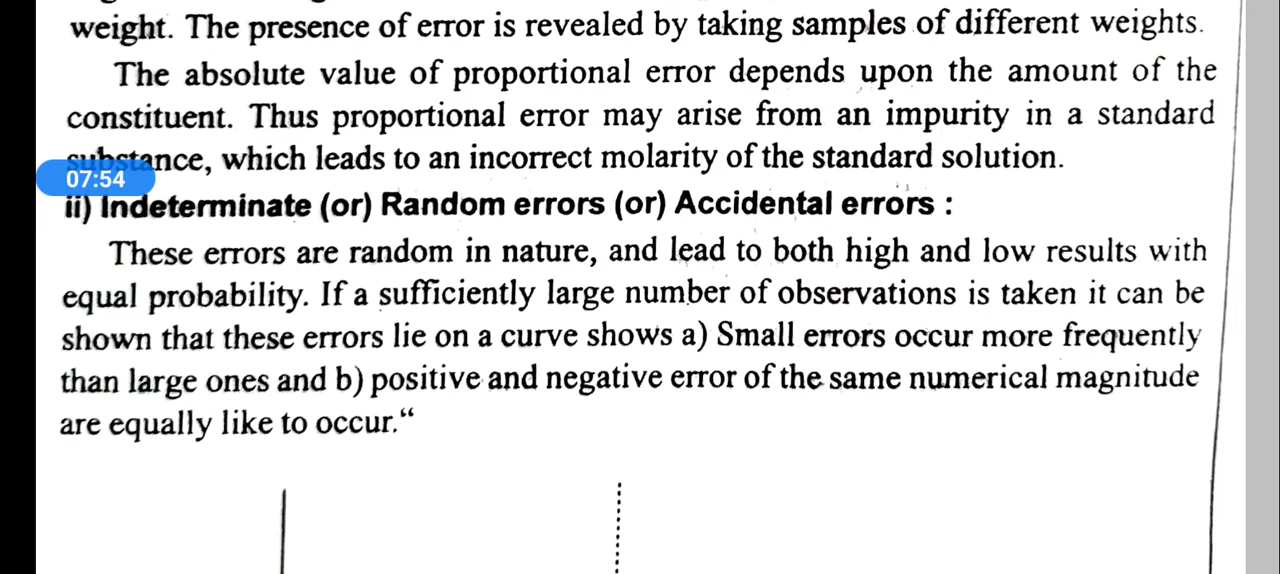 weight. The presence of error is revealed by taking samples of different weights.
The absolute value of proportional error depends upon the amount of the
constituent. Thus proportional error may arise from an impurity in a standard
substance, which leads to an incorrect molarity of the standard solution.
07:54
ii) Indeterminate (or) Random errors (or) Accidental errors :
These errors are random in nature, and lead to both high and low results with
equal probability. If a sufficiently large number of observations is taken it can be
shown that these errors lie on a curve shows a) Small errors occur more frequently
than large ones and b) positive and negative error of the same numerical magnitude
are equally like to occur.“